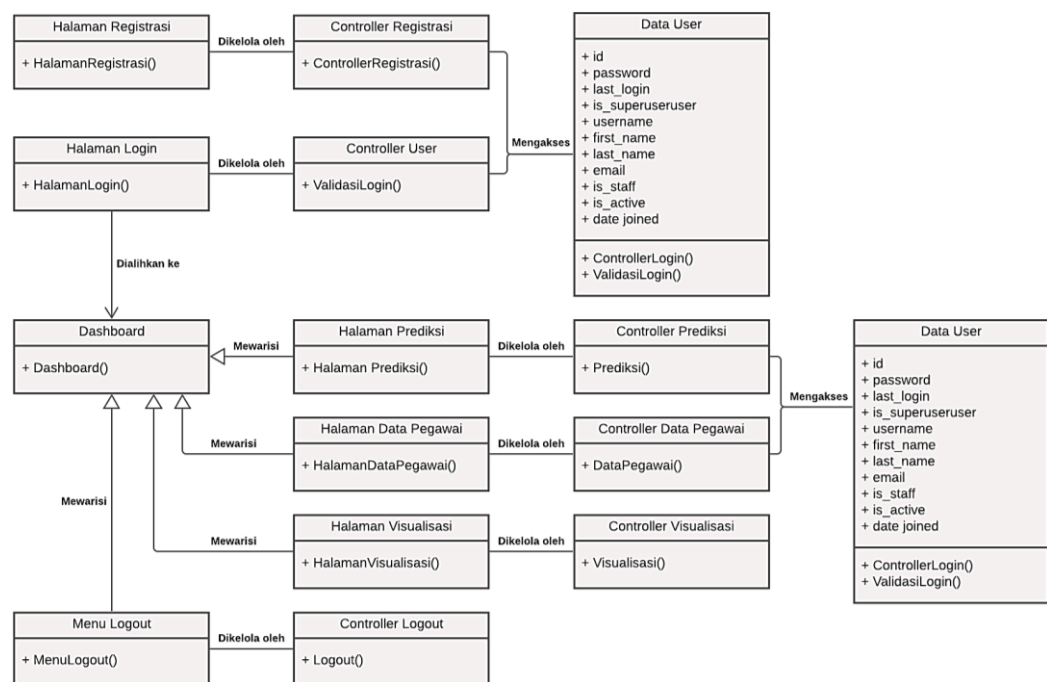 Halaman Registrasi
+ HalamanRegistrasi()
Dikelola oleh
Controller Registrasi
+ ControllerRegistrasi()
Halaman Login
+ HalamanLogin()
Dikelola oleh
Controller User
+ ValidasiLogin()
Mengakses
Data User
+ id
+ password
+ last_login
+ is_superuseruser
+ username
+ first_name
+ last_name
+ email
+ is_staff
+ is_active
+ date joined
+ ControllerLogin()
+ ValidasiLogin()
Dialihkan ke
Dashboard
+ Dashboard()
Mewarisi
Halaman Prediksi
+ Halaman Prediksi()
Dikelola oleh
Controller Prediksi
+ Prediksi()
Mewarisi
Halaman Data Pegawai
+ HalamanDataPegawai()
Dikelola oleh
Controller Data Pegawai
+ DataPegawai()
Mengakses
Data User
+ id
+ password
+ last_login
+ is_superuseruser
+ username
+ first_name
+ last_name
+ email
+ is_staff
+ is_active
+ date joined
+ ControllerLogin()
+ ValidasiLogin()
Mewarisi
Mewarisi
Halaman Visualisasi
+ HalamanVisualisasi()
Dikelola oleh
Controller Visualisasi
+ Visualisasi()
Menu Logout
+ MenuLogout()
Dikelola oleh
Controller Logout
+ Logout()